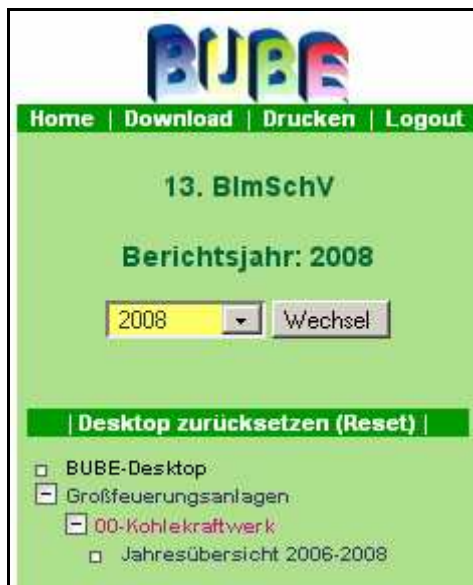 BUBE
Home | Download | Drucken | Logout
13. BImSchV
Berichtsjahr: 2008
2008 Wechsel
| Desktop zurücksetzen (Reset) |
BUBE-Desktop
Großfeuerungsanlagen
00-Kohlekraftwerk
Jahresübersicht 2006-2008